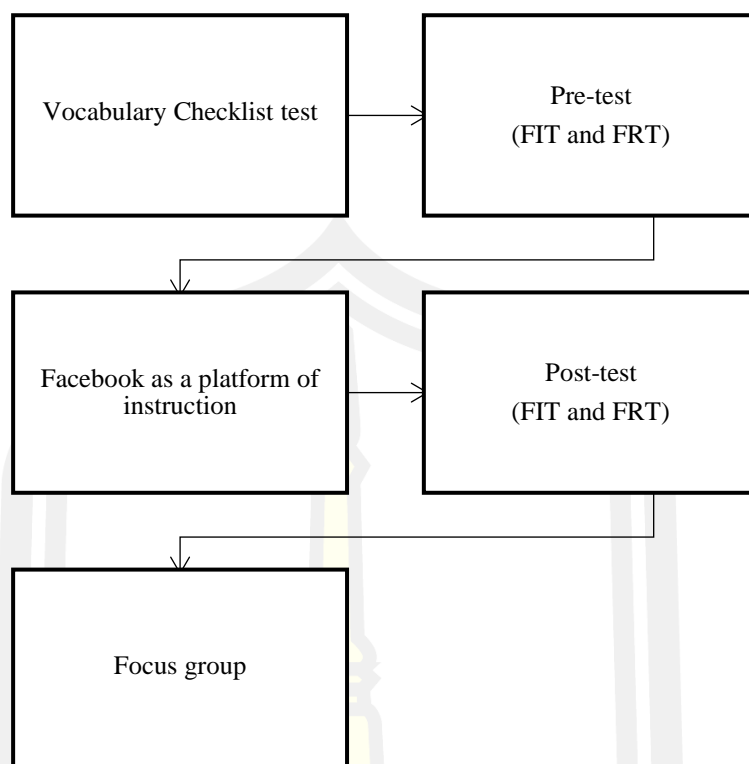 Vocabulary Checklist test
Pre-test
(FIT and FRT)
Facebook as a platform of
instruction
Post-test
(FIT and FRT)
Focus group